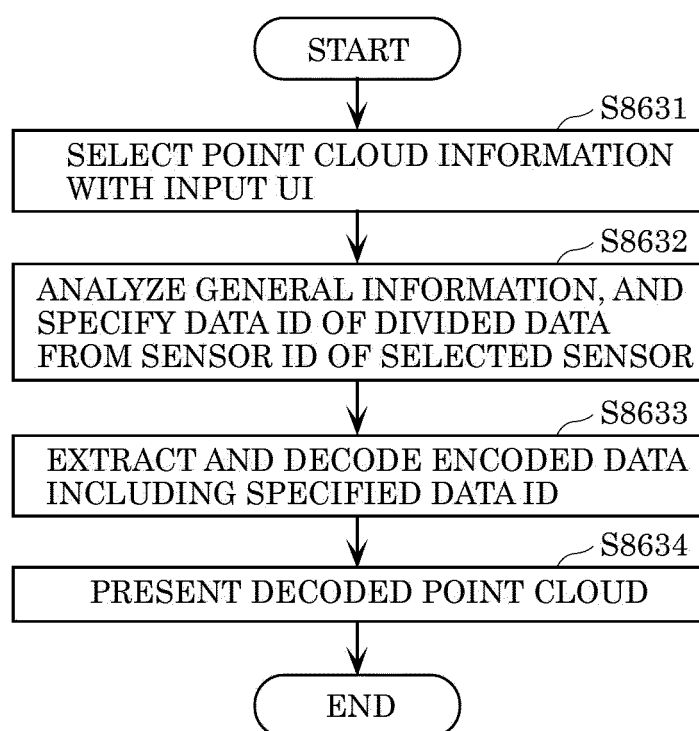 START
S8631
SELECT POINT CLOUD INFORMATION
WITH INPUT UI
S8632
ANALYZE GENERAL INFORMATION, AND
SPECIFY DATA ID OF DIVIDED DATA
FROM SENSOR ID OF SELECTED SENSOR
S8633
EXTRACT AND DECODE ENCODED DATA
INCLUDING SPECIFIED DATA ID
S8634
PRESENT DECODED POINT CLOUD
END